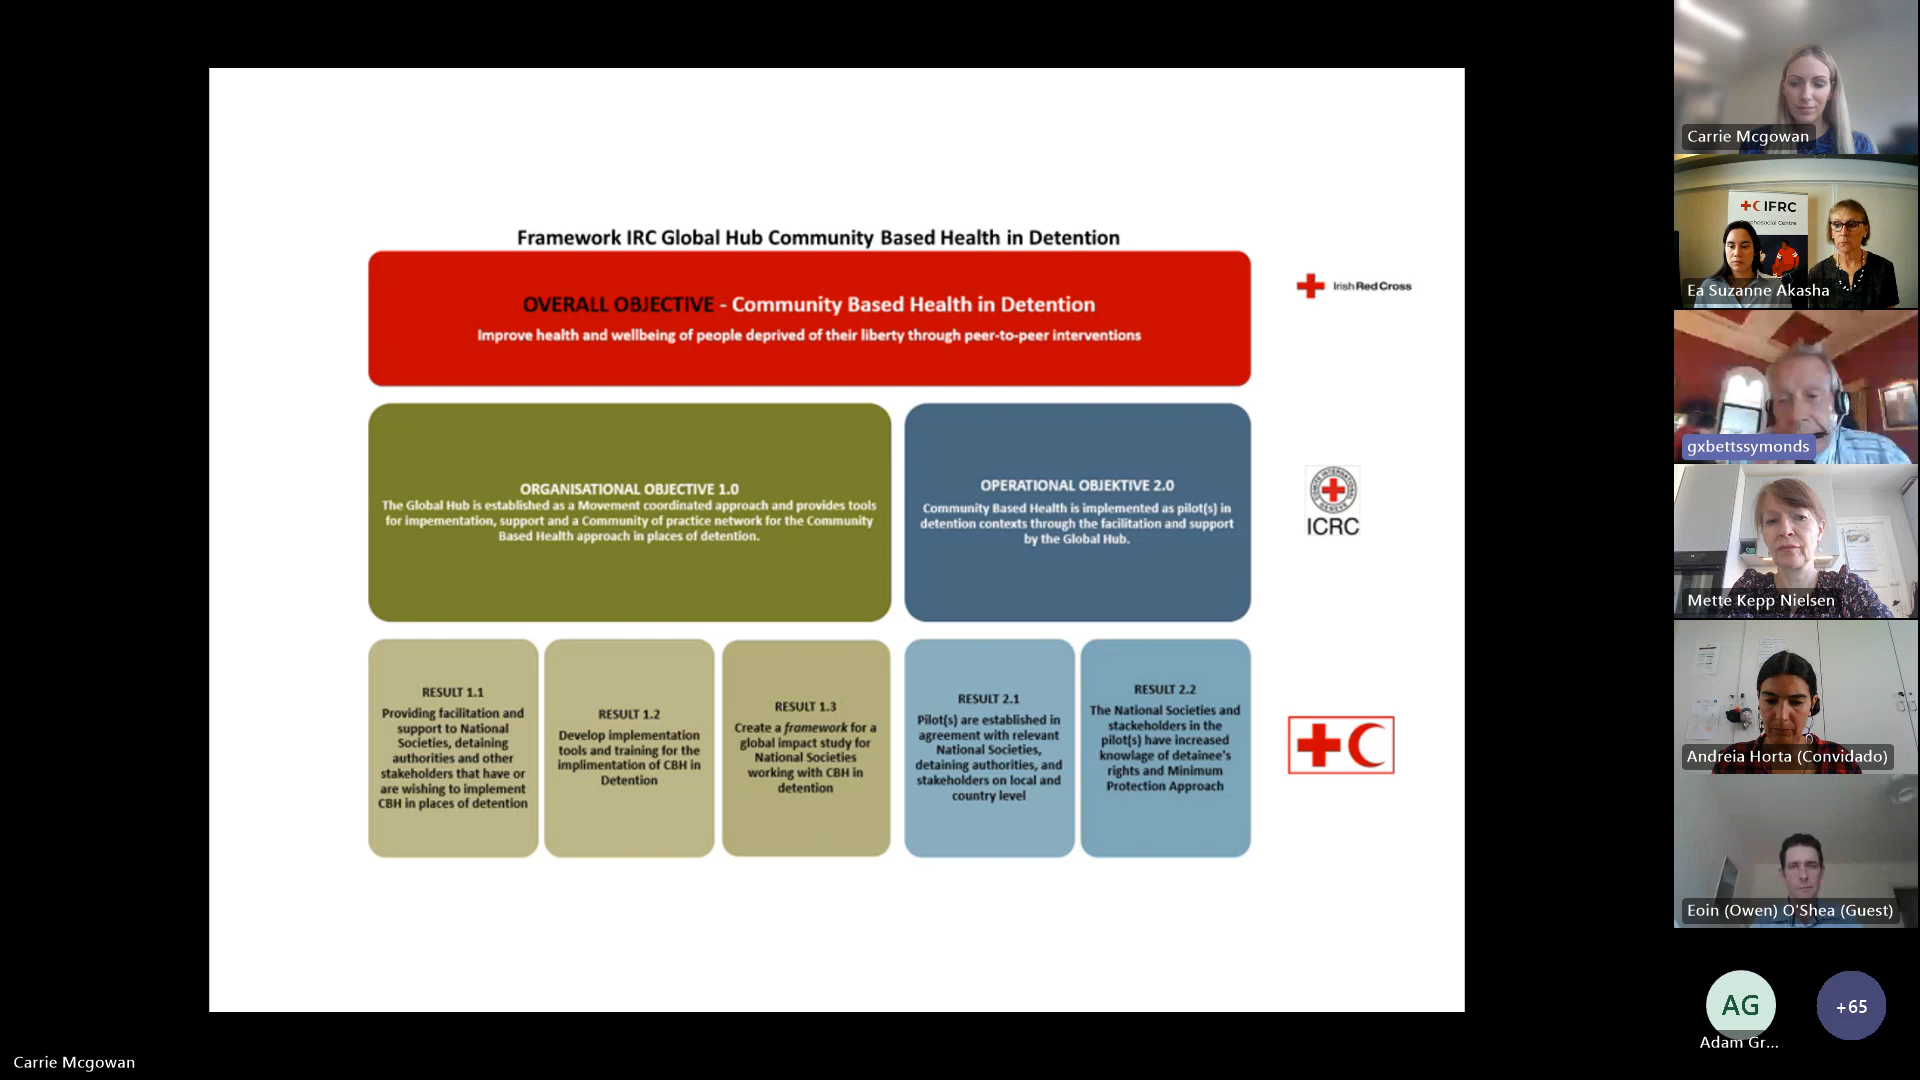 Framework IRC Global Hub Community Based Health in Detention
OVERALL OBJECTIVE - Community Based Health in Detention
Improve health and wellbeing of people deprived of their liberty through peer-to-peer interventions
ORGANISATIONAL OBJECTIVE 1.0
The Global Hub is established as a Movement coordinated approach and provides tools
for impementation, support and a Community of practice network for the Community
Based Health approach in places of detention.
OPERATIONAL OBJEKTIVE 2.0
Community Based Health is implemented as pilot(s) in
detention contexts through the facilitation and support
by the Global Hub.
RESULT 1.1
Providing facilitation and
support to National
Societies, detaining
authorities and other
stakeholders that have or
are wishing to implement
CBH in places of detention
RESULT 1.2
Develop implementation
tools and training for the
implimentation of CBH in
Detention
RESULT 1.3
Create a framework for a
global impact study for
National Societies
working with CBH in
detention
RESULT 2.1
Pilot(s) are established in
agreement with relevant
National Societies,
detaining authorities, and
stakeholders on local and
country level
RESULT 2.2
The National Societies and
stackeholders in the
pilot(s) have increased
knowlage of detainee's
rights and Minimum
Protection Approach
Irish Red Cross
COMITE INTERNATIONAL
GENEVE
ICRC
Carrie Mcgowan
IFRC
Ea Suzanne Akasha
gxbettssymonds
Mette Kepp Nielsen
Andreia Horta (Convidado)
Eoin (Owen) O'Shea (Guest)
AG
Adam Gr...
+65
Carrie Mcgowan